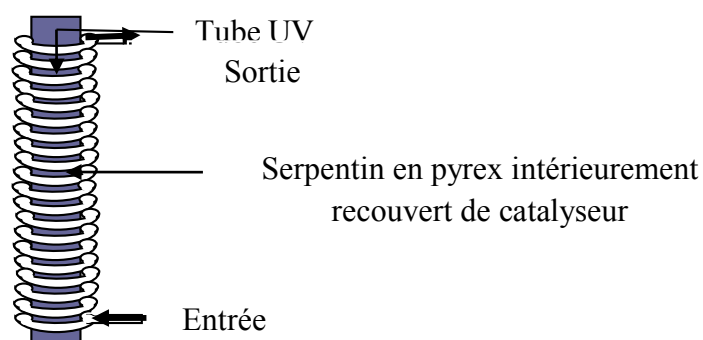 Tube UV
Sortie
Serpentin en pyrex intérieurement
recouvert de catalyseur
Entrée